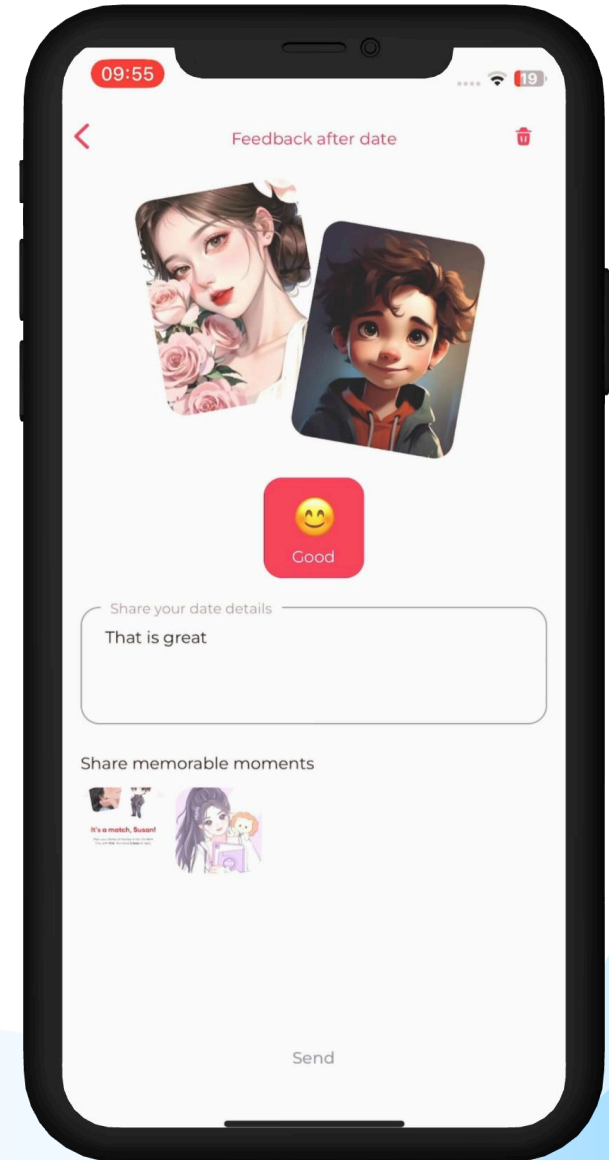 09:55
19
Feedback after date
Good
Share your date details
That is great
Share memorable moments
It's a match, Susan!
Send